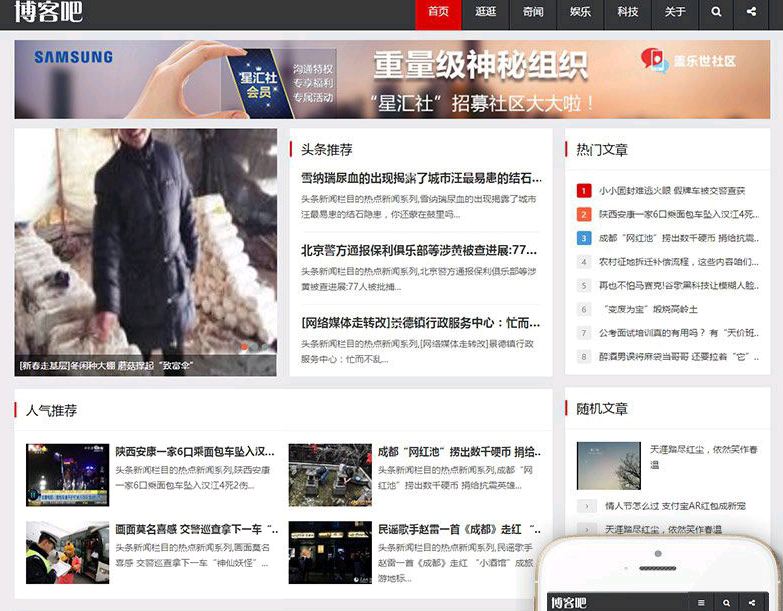 博客吧
首页 逛逛 奇闻 娱乐 科技 关于
SAMSUNG
星汇社
会员
沟通特权
专享福利
专属活动
重量级神秘组织
“星汇社”招募社区大大啦！
盖乐世社区
[新春走基层]冬闲种大棚 蘑菇撑起“致富伞”
头条推荐
雪纳瑞尿血的出现揭露了城市汪最易患的结石...
头条新闻栏目的热点新闻系列,雪纳瑞尿血的出现揭露了城市
汪最易患的结石隐患，你还蒙在鼓里吗...
北京警方通报保利俱乐部等涉黄被查进展:77...
头条新闻栏目的热点新闻系列,北京警方通报保利俱乐部等涉
黄被查进展:77人被批捕...
[网络媒体走转改]景德镇行政服务中心：忙而...
头条新闻栏目的热点新闻系列,[网络媒体走转改]景德镇行政
服务中心：忙而不乱...
热门文章
1 小小团封难逃火眼 假牌车被交警查获
2 陕西安康一家6口乘面包车坠入汉江4死...
3 成都“网红池”捞出数千硬币 捐给抗震..
4 农村征地拆迁补偿流程，这些内容咱们...
5 再也不怕马赛克!谷歌黑科技让模糊人脸..
6 “变废为宝”煅烧高岭土
7 公考面试培训真的有用吗？ 有“天价班..
8 醉酒男误将麻袋当哥哥 还要拉着“它”..
人气推荐
陕西安康一家6口乘面包车坠入汉...
头条新闻栏目的热点新闻系列,陕西安康
一家6口乘面包车坠入汉江4死2伤...
成都“网红池”捞出数千硬币 捐给..
头条新闻栏目的热点新闻系列,成都“网
红池”捞出数千硬币 捐给抗震英雄...
画面莫名喜感 交警巡查拿下一车“..
头条新闻栏目的热点新闻系列,画面莫名
喜感 交警巡查拿下一车“神仙妖怪”...
民谣歌手赵雷一首《成都》走红 “..
头条新闻栏目的热点新闻系列,民谣歌手
赵雷一首《成都》走红 “小酒馆”成旅
游地标...
随机文章
天涯踏尽红尘，依然笑作春
温
情人节怎么过 支付宝AR红包成新宠
天涯踏尽红尘，依然笑作春温
博客吧